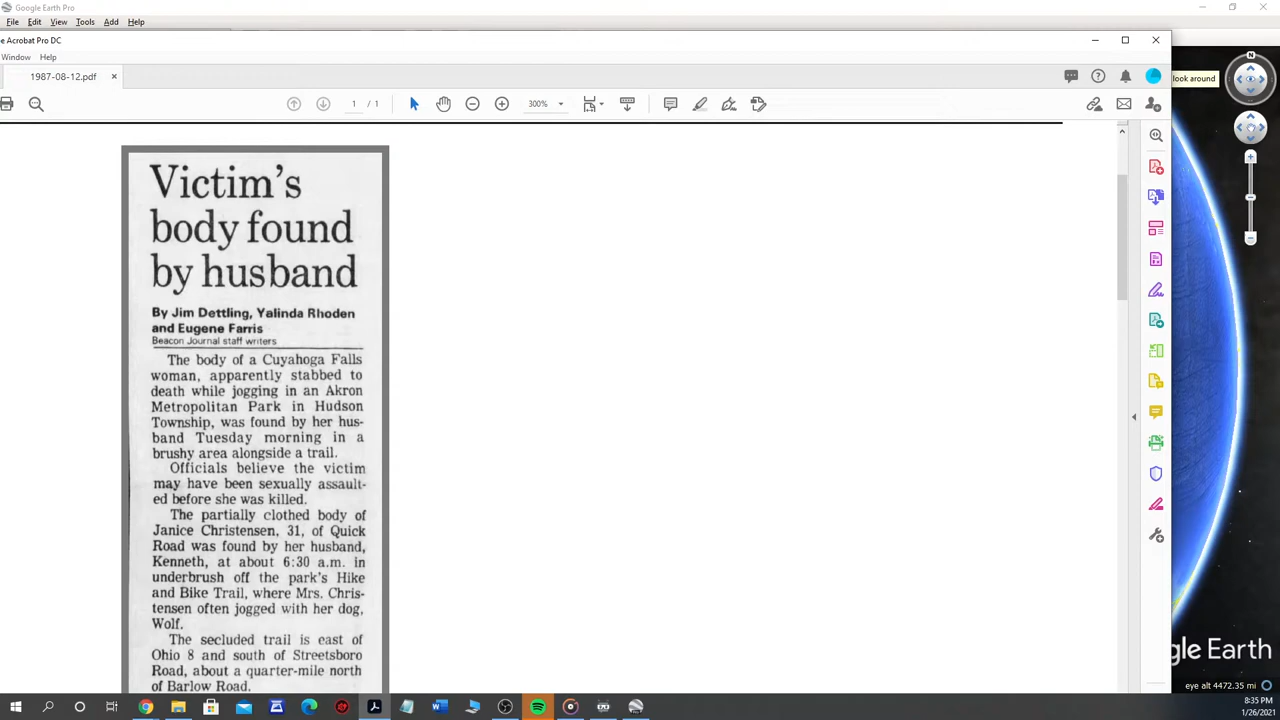 Google Earth Pro
File Edit View Tools Add Help
e Acrobat Pro DC
Window Help
1987-08-12.pdf ×
1 / 1 300%
look around
N
Victim's
body found
by husband
By Jim Dettling, Yalinda Rhoden
and Eugene Farris
Beacon Journal staff writers
The body of a Cuyahoga Falls
woman, apparently stabbed to
death while jogging in an Akron
Metropolitan Park in Hudson
Township, was found by her hus-
band Tuesday morning in a
brushy area alongside a trail.
Officials believe the victim
may have been sexually assault-
ed before she was killed.
The partially clothed body of
Janice Christensen, 31, of Quick
Road was found by her husband,
Kenneth, at about 6:30 a.m. in
underbrush off the park's Hike
and Bike Trail, where Mrs. Chris-
tensen often jogged with her dog,
Wolf.
The secluded trail is east of
Ohio 8 and south of Streetsboro
Road, about a quarter-mile north
of Barlow Road.
gle Earth
eye alt 4472.35 mi
8:35 PM
1/26/2021